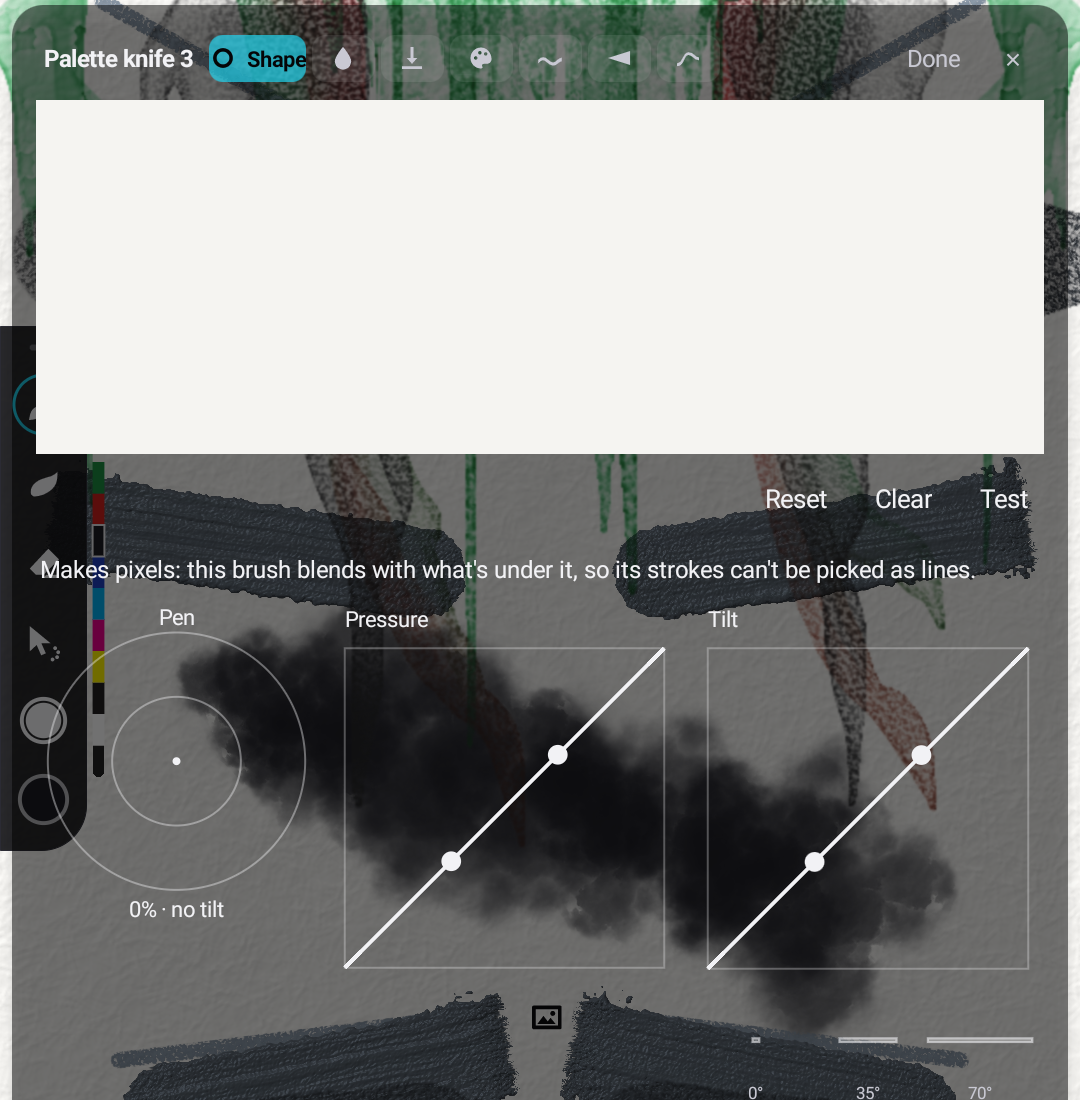 Palette knife 3 Shape Done ×
Reset Clear Test
Makes pixels: this brush blends with what's under it, so its strokes can't be picked as lines.
Pen Pressure Tilt
0% · no tilt
0° 35° 70°